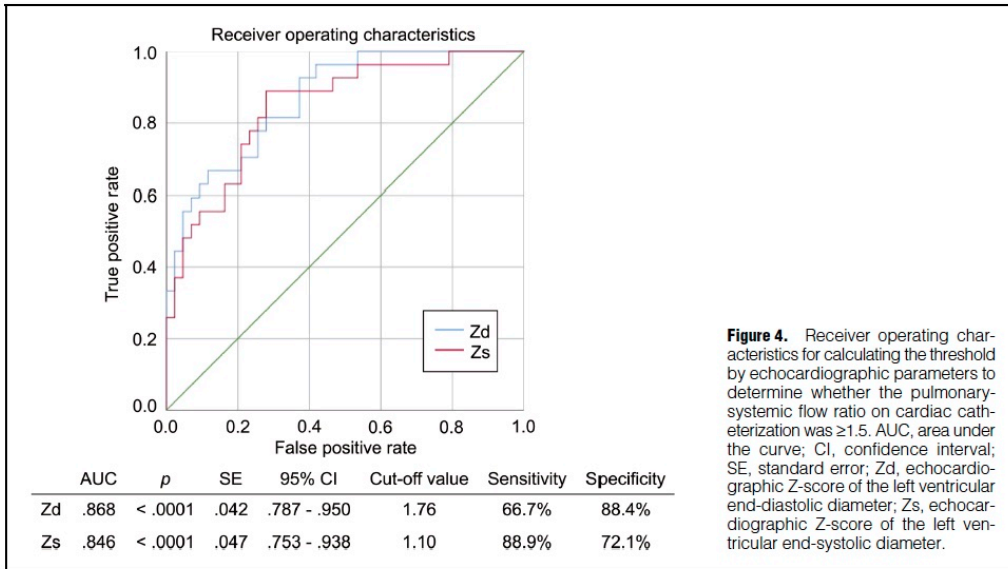 Receiver operating characteristics
1.0
0.8
0.6
0.4
0.2
0.0
True positive rate
Zd
Zs
0.0 0.2 0.4 0.6 0.8 1.0
False positive rate
AUC p SE 95% CI Cut-off value Sensitivity Specificity
Zd .868 < .0001 .042 .787 - .950 1.76 66.7% 88.4%
Zs .846 < .0001 .047 .753 - .938 1.10 88.9% 72.1%
Figure 4. Receiver operating char-
acteristics for calculating the threshold
by echocardiographic parameters to
determine whether the pulmonary-
systemic flow ratio on cardiac cath-
eterization was ≥1.5. AUC, area under
the curve; CI, confidence interval;
SE, standard error; Zd, echocardio-
graphic Z-score of the left ventricular
end-diastolic diameter; Zs, echocar-
diographic Z-score of the left ven-
tricular end-systolic diameter.